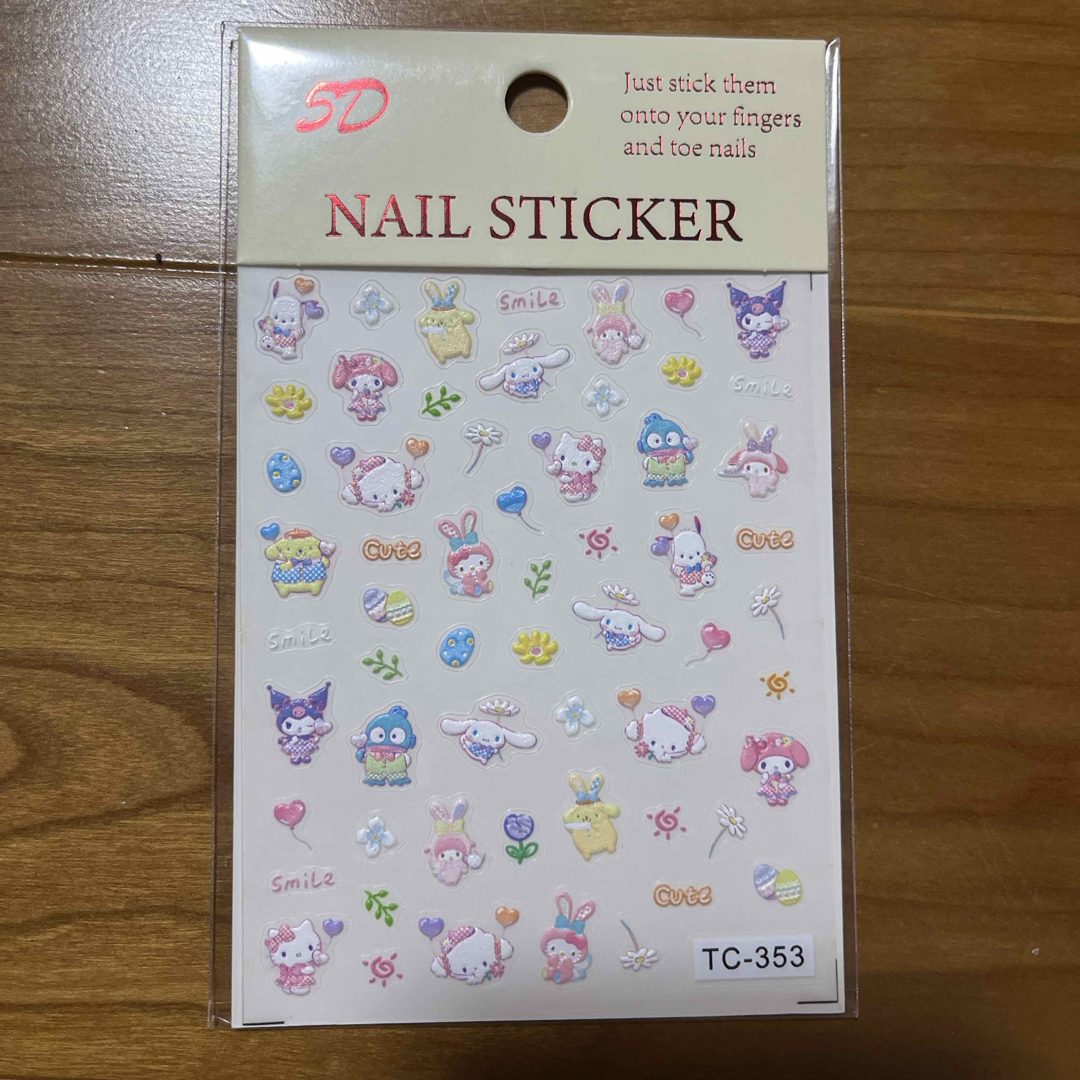 5D
Just stick them
onto your fingers
and toe nails
NAIL STICKER
Smile
Smile
Cute
Cute
Smile
Smile
Cute
TC-353